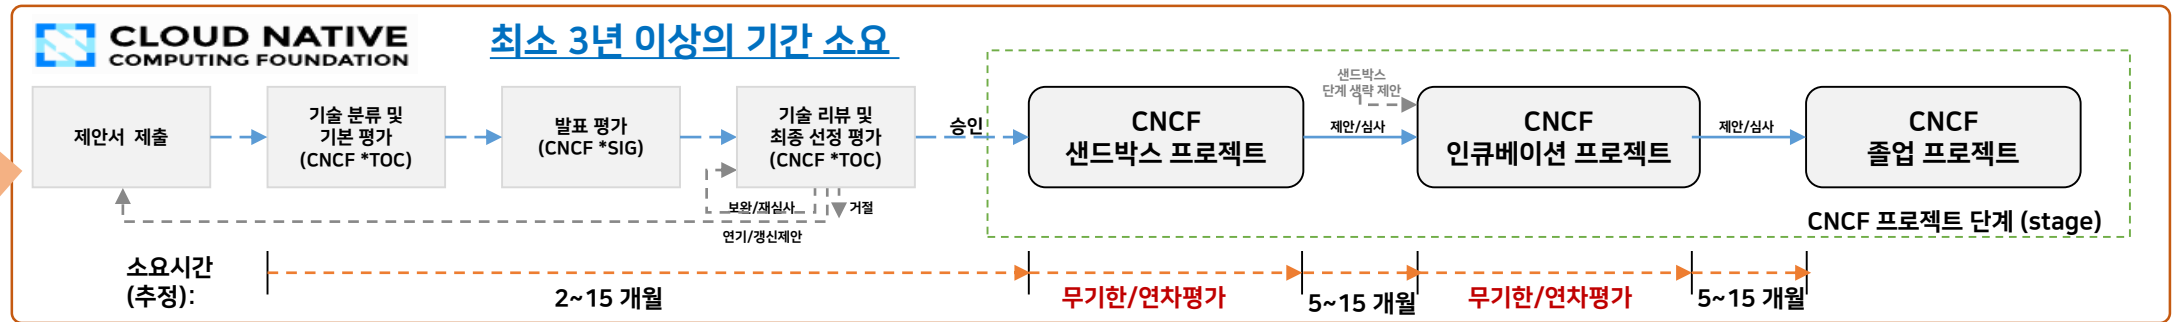 CLOUD NATIVE
COMPUTING FOUNDATION
최소 3년 이상의 기간 소요
제안서 제출
기술 분류 및
기본 평가
(CNCF *TOC)
발표 평가
(CNCF *SIG)
기술 리뷰 및
최종 선정 평가
(CNCF *TOC)
승인
CNCF
샌드박스 프로젝트
샌드박스
단계 생략 제안
제안/심사
CNCF
인큐베이션 프로젝트
제안/심사
CNCF
졸업 프로젝트
보완/재심사
거절
연기/갱신제안
CNCF 프로젝트 단계 (stage)
소요시간
(추정):
2~15 개월
무기한/연차평가
5~15 개월
무기한/연차평가
5~15 개월